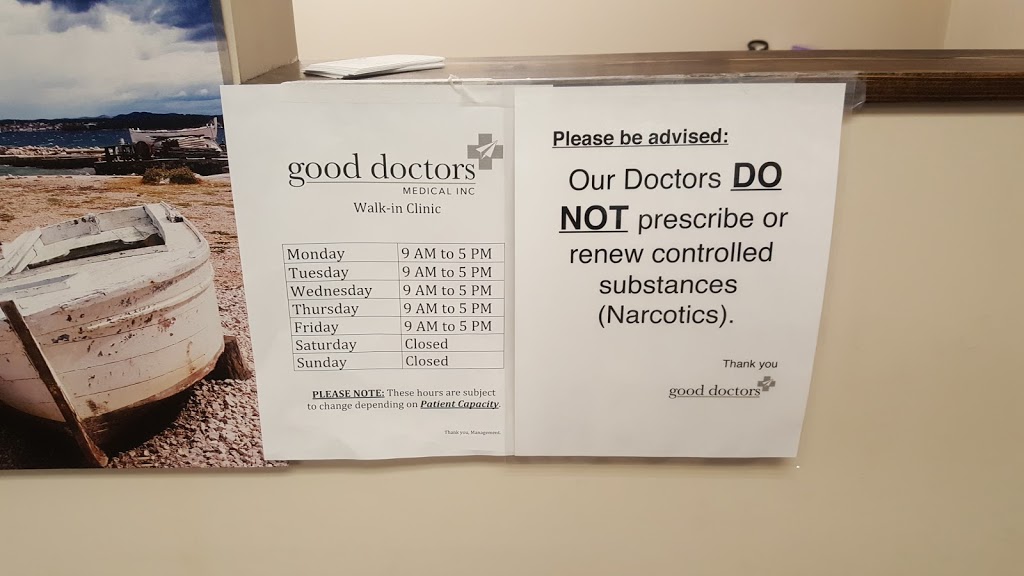 good doctors
MEDICAL INC
Walk-in Clinic
Monday 9 AM to 5 PM
Tuesday 9 AM to 5 PM
Wednesday 9 AM to 5 PM
Thursday 9 AM to 5 PM
Friday 9 AM to 5 PM
Saturday Closed
Sunday Closed
PLEASE NOTE: These hours are subject
to change depending on Patient Capacity.
Thank you, Management.
Please be advised:
Our Doctors DO
NOT prescribe or
renew controlled
substances
(Narcotics).
Thank you
good doctors